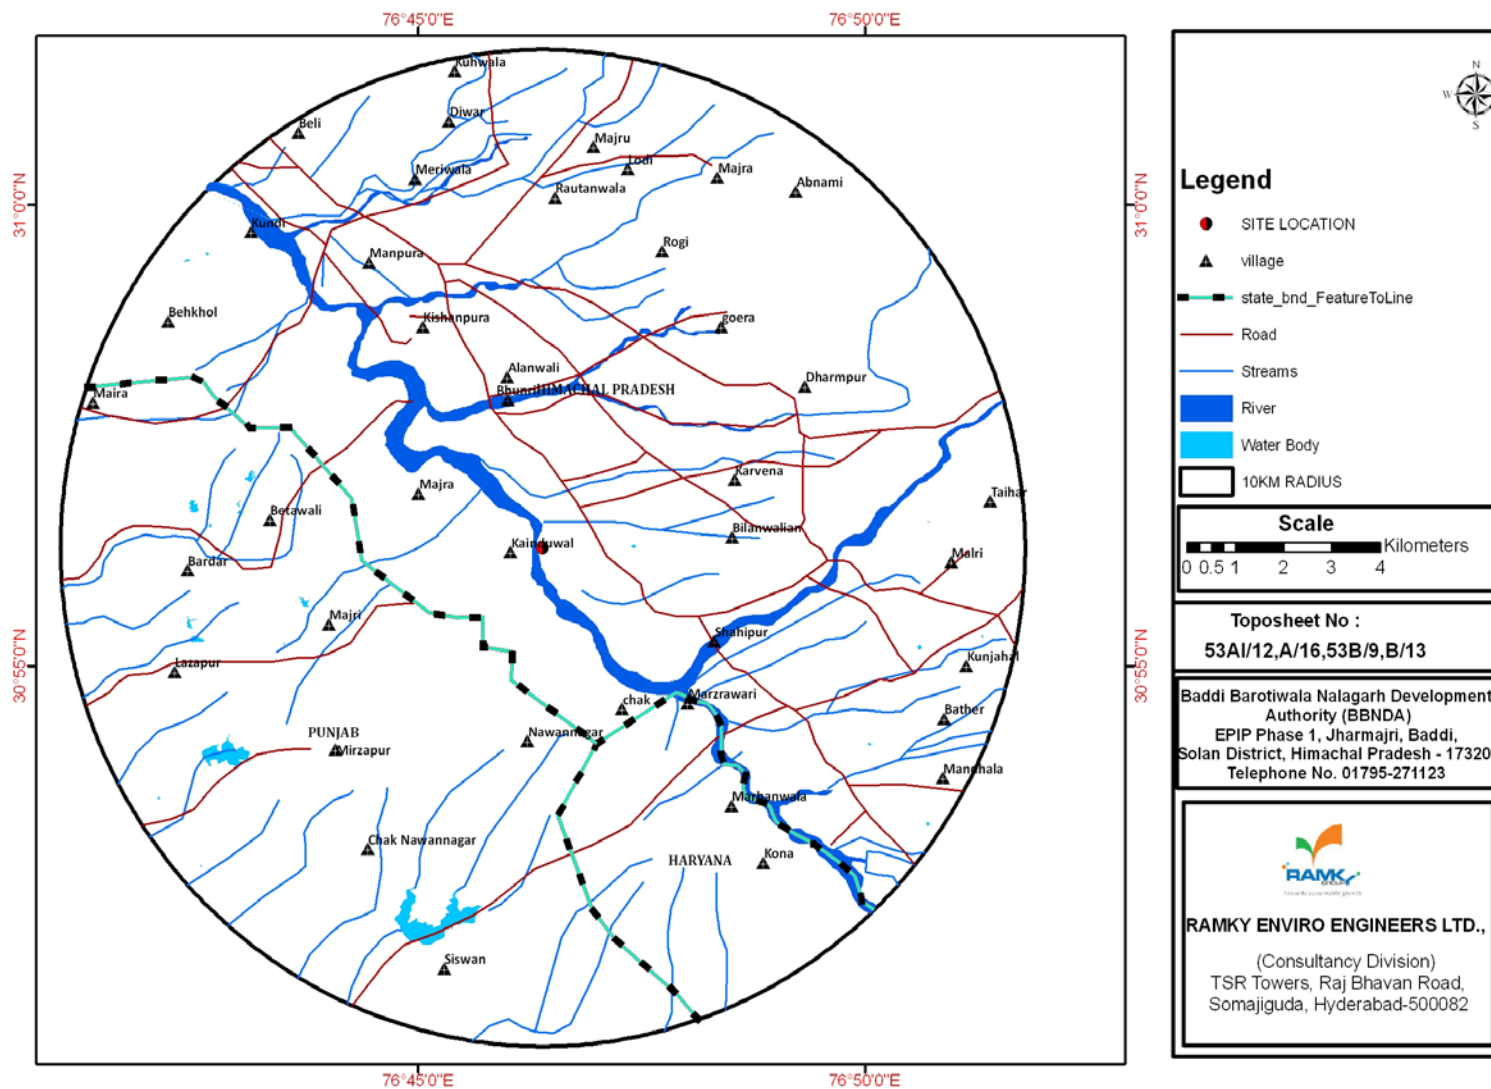 76°45'0"E
76°50'0"E
Kuhwala
Diwar
Beli
Majru
Lodi
Meriwala
Majra
Abnami
Rautanwala
31°0'0"N
31°0'0"N
Kundi
Rogi
Manpura
Behkhol
Kishanpura
goera
Alanwali
Dharmpur
Maira
Bhunri
HIMACHAL PRADESH
Karvena
Majra
Taihar
Betawali
Bilanwalian
Kainduwal
Bardar
Malri
Majri
Shahipur
Lazapur
Kunjahal
30°55'0"N
30°55'0"N
chak
Marzrawari
Bather
PUNJAB
Nawannagar
Mirzapur
Mandhala
Marhanwala
Chak Nawannagar
HARYANA
Kona
Siswan
76°45'0"E
76°50'0"E
N
W
S
Legend
SITE LOCATION
village
state_bnd_FeatureToLine
Road
Streams
River
Water Body
10KM RADIUS
Scale
Kilometers
0 0.5 1 2 3 4
Toposheet No :
53AI/12,A/16,53B/9,B/13
Baddi Barotiwala Nalagarh Development
Authority (BBNDA)
EPIP Phase 1, Jharmajri, Baddi,
Solan District, Himachal Pradesh - 17320
Telephone No. 01795-271123
RAMKY
GROUP
Towards sustainable growth
RAMKY ENVIRO ENGINEERS LTD.,
(Consultancy Division)
TSR Towers, Raj Bhavan Road,
Somajiguda, Hyderabad-500082